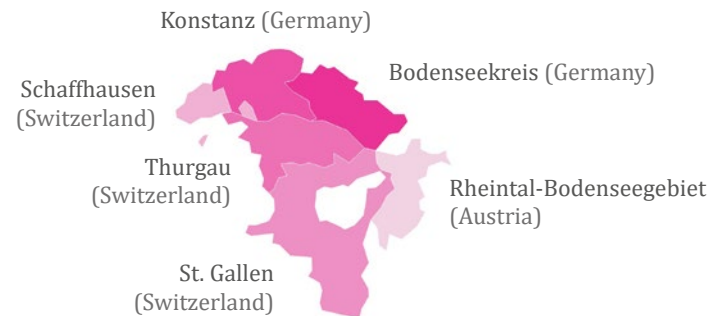 Konstanz (Germany)
Bodenseekreis (Germany)
Schaffhausen
(Switzerland)
Thurgau
(Switzerland)
Rheintal-Bodenseegebiet
(Austria)
St. Gallen
(Switzerland)